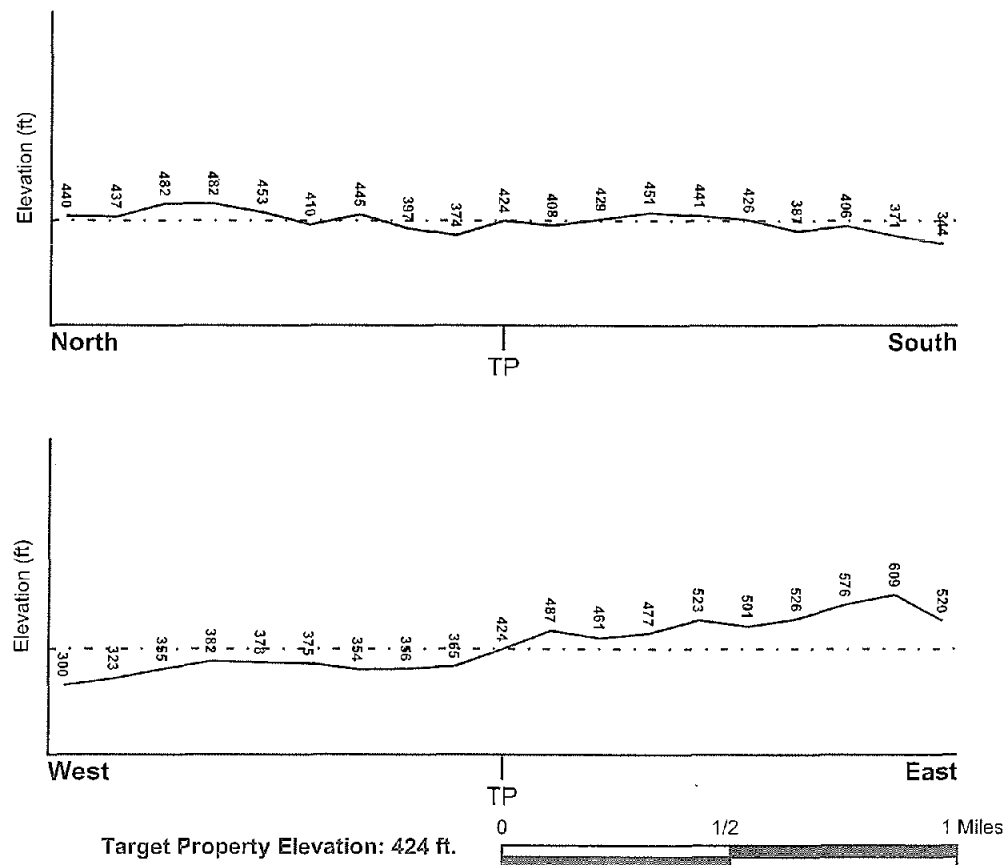 Elevation (ft)
440 437 482 482 453 410 445 397 374 424 408 429 451 441 426 387 406 371 344
North South
TP
Elevation (ft)
300 323 355 382 378 375 354 356 365 424 487 461 477 523 501 526 576 609 520
West East
TP
Target Property Elevation: 424 ft.
0 1/2 1 Miles